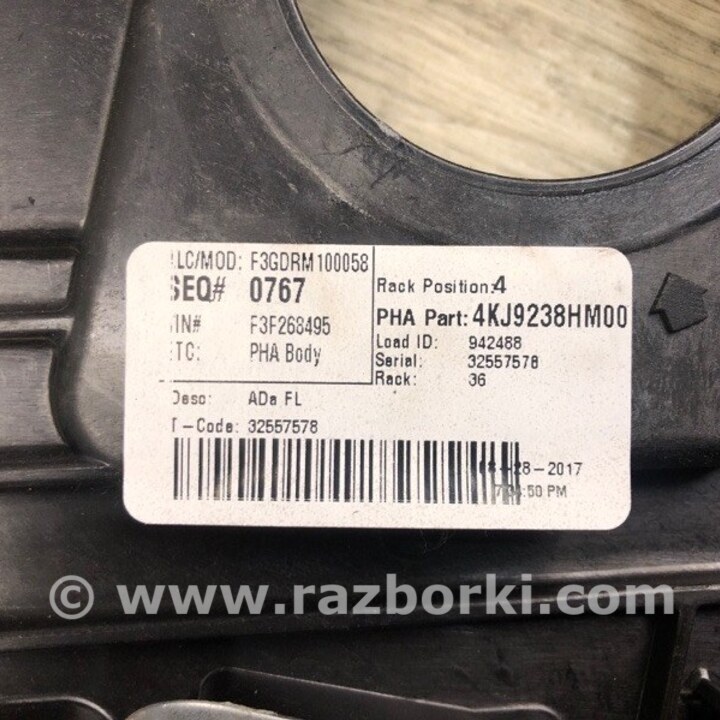 LC/MOD: F3GDRM100058
SEQ# 0767
IN# F3F268495
TC: PHA Body
Rack Position: 4
PHA Part: 4KJ9238HM00
Load ID: 942488
Serial: 32557578
Rack: 36
Desc: ADa FL
T-Code: 32557578
-28-2017
:50 PM
© www.razborki.com